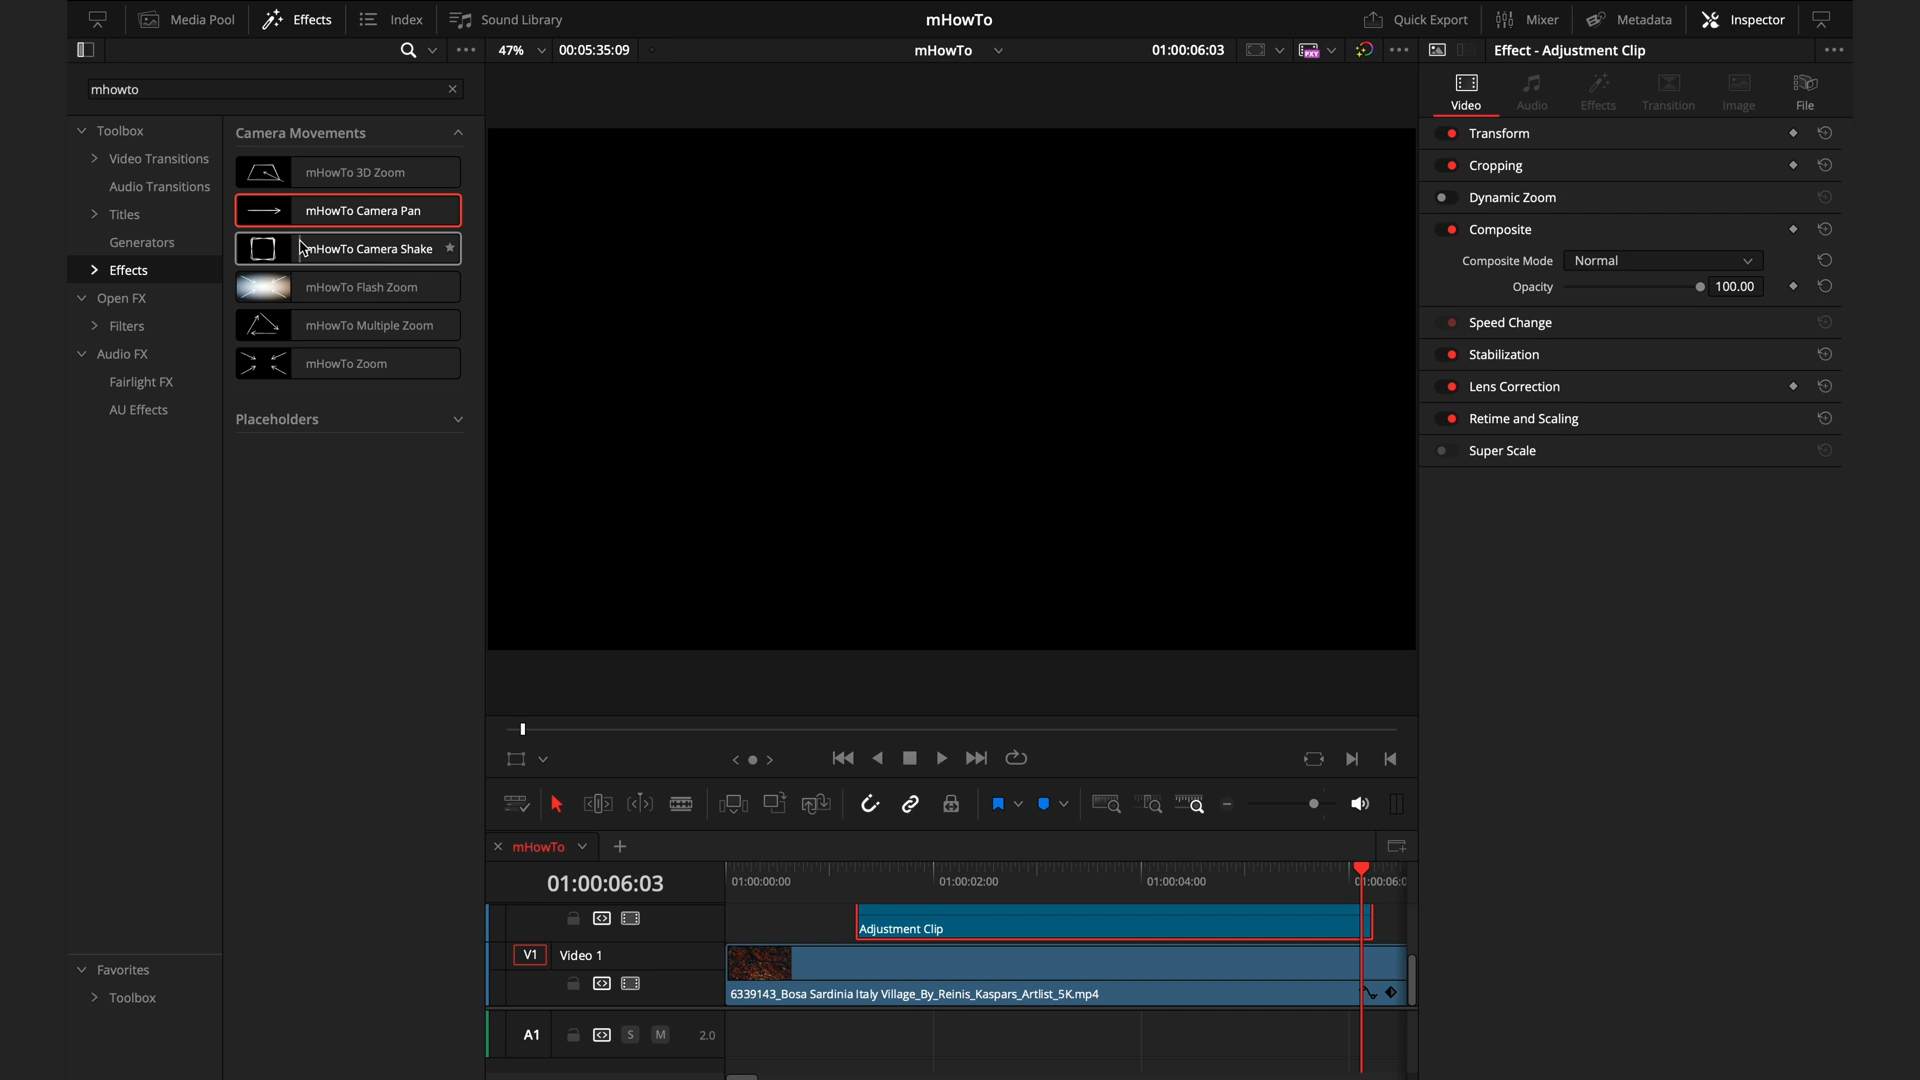 Media Pool
Effects
Index
Sound Library
mHowTo
Quick Export
Mixer
Metadata
Inspector
47%
00:05:35:09
mHowTo
01:00:06:03
PXY
Effect - Adjustment Clip
mhowto
Toolbox
Video Transitions
Audio Transitions
Titles
Generators
Effects
Open FX
Filters
Audio FX
Fairlight FX
AU Effects
Favorites
Toolbox
Camera Movements
mHowTo 3D Zoom
mHowTo Camera Pan
mHowTo Camera Shake
mHowTo Flash Zoom
mHowTo Multiple Zoom
mHowTo Zoom
Placeholders
Video
Audio
Effects
Transition
Image
File
Transform
Cropping
Dynamic Zoom
Composite
Composite Mode
Normal
Opacity
100.00
Speed Change
Stabilization
Lens Correction
Retime and Scaling
Super Scale
mHowTo
01:00:06:03
01:00:00:00
01:00:02:00
01:00:04:00
01:00:06:0
Adjustment Clip
V1
Video 1
6339143_Bosa Sardinia Italy Village_By_Reinis_Kaspars_Artlist_5K.mp4
A1
S
M
2.0